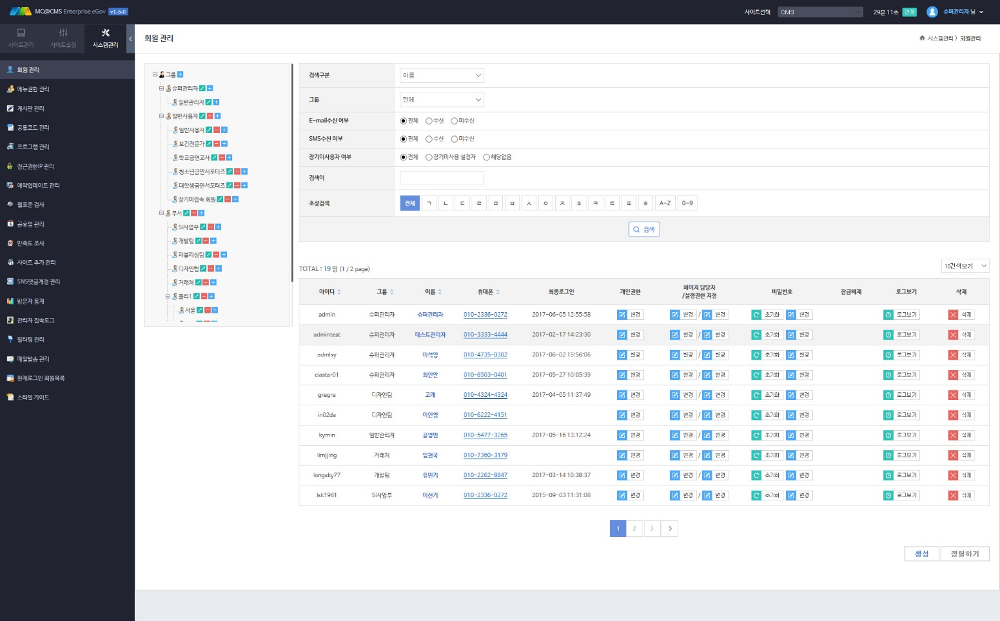 MC@CMS Enterprise eGov v1.5.0
사이트선택 CMS 29분 11초 연장 슈퍼관리자 님
사이트관리 사이트설정 시스템관리
회원 관리
시스템관리 > 회원관리
회원 관리
메뉴권한 관리
게시판 관리
공통코드 관리
프로그램 관리
접근권한IP 관리
예약업데이트 관리
웹표준 검사
공휴일 관리
만족도 조사
사이트 추가 관리
SNS댓글계정 관리
방문자 통계
관리자 접속로그
필터링 관리
메일발송 관리
현재로그인 회원목록
스타일 가이드
그룹
슈퍼관리자
일반관리자
일반사용자
일반사용자
보건전문가
학교금연교사
청소년금연서포터즈
대학생금연서포터즈
장기미접속 회원
부서
SI사업부
개발팀
퍼블리싱팀
디자인팀
거래처
폴리1
서울
검색구분 이름
그룹 전체
E-mail수신 여부 전체 수신 미수신
SMS수신 여부 전체 수신 미수신
장기미사용자 여부 전체 장기미사용 설정자 해당없음
검색어
초성검색 전체 ㄱ ㄴ ㄷ ㄹ ㅁ ㅂ ㅅ ㅇ ㅈ ㅊ ㅋ ㅌ ㅍ ㅎ A~Z 0~9
검색
TOTAL : 19 명 (1 / 2 page)
10건씩보기
아이디 그룹 이름 휴대폰 최종로그인 개인권한 페이지 담당자 /설정권한 지정 비밀번호 잠금해제 로그보기 삭제
admin 슈퍼관리자 슈퍼관리자 010-2336-0272 2017-06-05 12:55:58 변경 변경 / 변경 초기화 변경 로그보기 삭제
admintest 슈퍼관리자 테스트관리자 010-3333-4444 2017-02-17 14:23:30 변경 변경 / 변경 초기화 변경 로그보기 삭제
admlsy 슈퍼관리자 이석영 010-4735-0302 2017-06-02 15:56:06 변경 변경 / 변경 초기화 변경 로그보기 삭제
ciastar01 슈퍼관리자 최인안 010-6503-0401 2017-05-27 10:05:39 변경 변경 / 변경 초기화 변경 로그보기 삭제
gregre 디자인팀 고래 010-4324-4324 2017-04-05 11:37:49 변경 변경 / 변경 초기화 변경 로그보기 삭제
in02da 디자인팀 이인영 010-6222-4151 변경 변경 / 변경 초기화 변경 로그보기 삭제
kymin 일반관리자 공영민 010-5477-3265 2017-05-16 13:12:24 변경 변경 / 변경 초기화 변경 로그보기 삭제
limjjing 거래처 임현국 010-7360-3179 변경 변경 / 변경 초기화 변경 로그보기 삭제
longsky77 개발팀 유민기 010-2262-8847 2017-03-14 10:38:37 변경 변경 / 변경 초기화 변경 로그보기 삭제
lsk1981 SI사업부 이선기 010-2336-0272 2015-09-03 11:31:08 변경 변경 / 변경 초기화 변경 로그보기 삭제
1 2 〉 》
생성 정렬하기